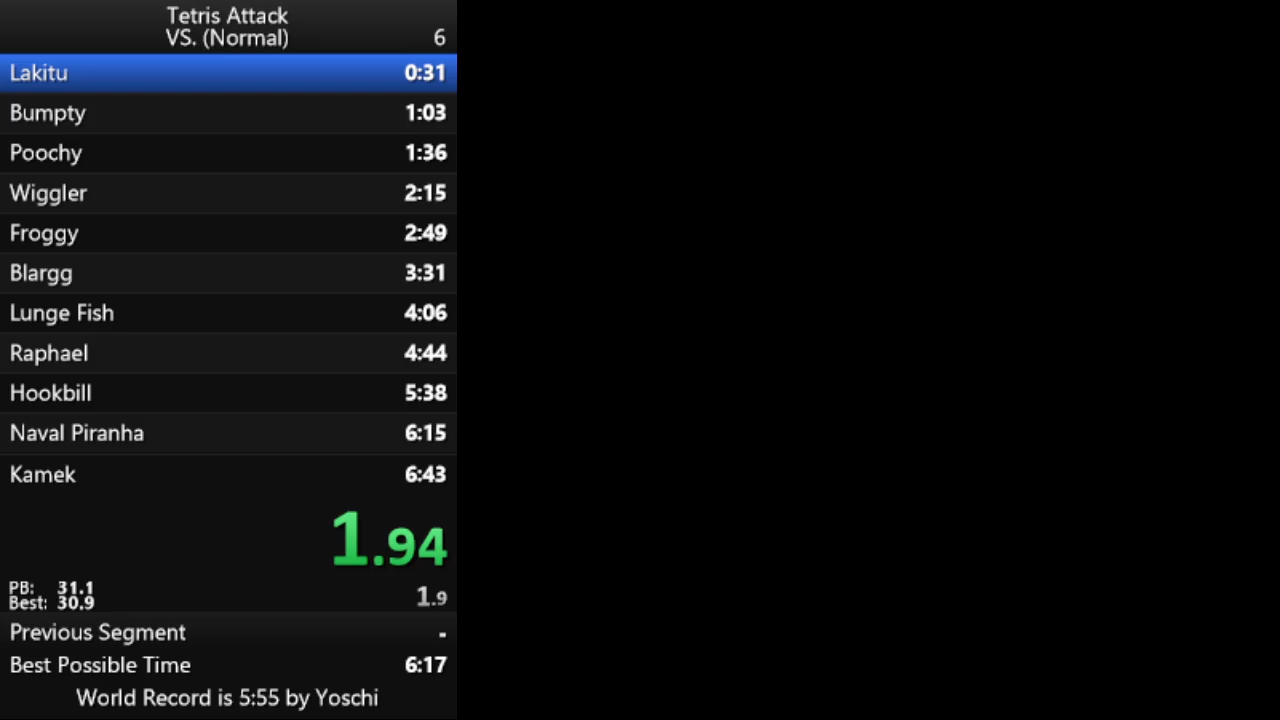 Tetris Attack
VS. (Normal) 6
Lakitu 0:31
Bumpty 1:03
Poochy 1:36
Wiggler 2:15
Froggy 2:49
Blargg 3:31
Lunge Fish 4:06
Raphael 4:44
Hookbill 5:38
Naval Piranha 6:15
Kamek 6:43
1.94
PB: 31.1
Best: 30.9 1.9
Previous Segment -
Best Possible Time 6:17
World Record is 5:55 by Yoschi